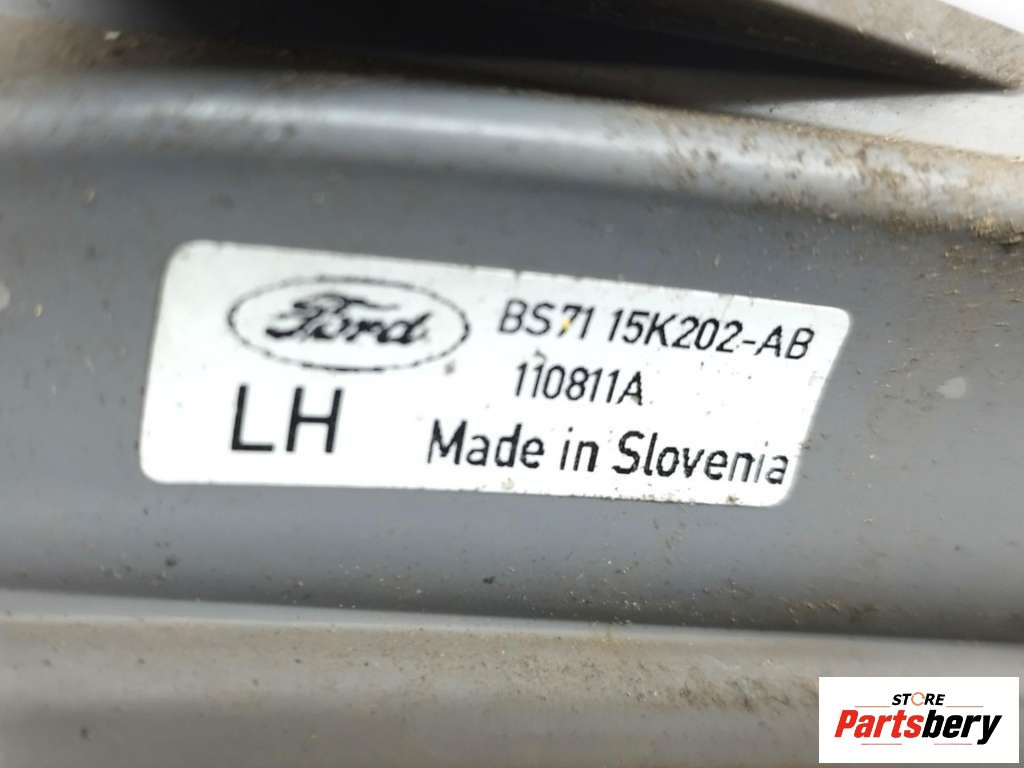 Ford
BS71 15K202-AB
110811A
LH
Made in Slovenia
STORE
Partsbery